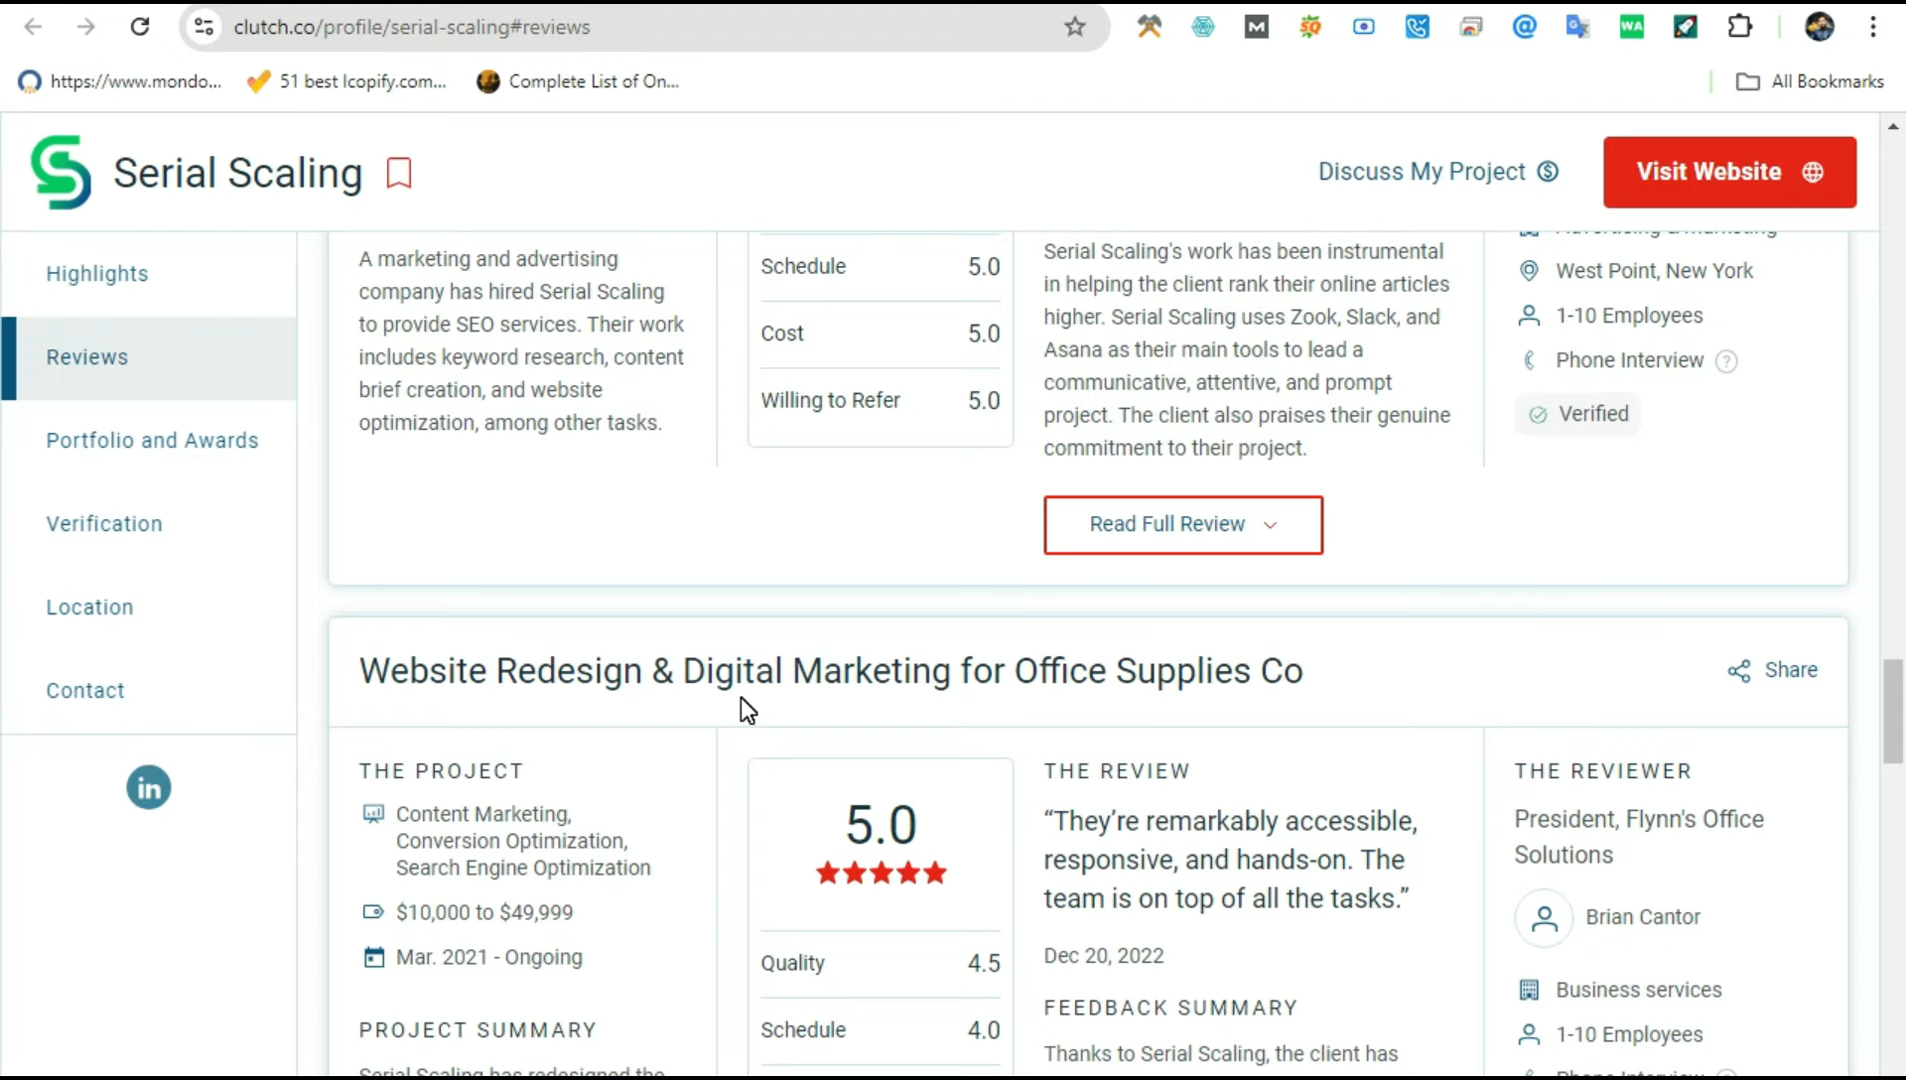 clutch.co/profile/serial-scaling#reviews
https://www.mondo...
51 best Icopify.com...
Complete List of On...
All Bookmarks
Serial Scaling
Discuss My Project
Visit Website
Highlights
Reviews
Portfolio and Awards
Verification
Location
Contact
A marketing and advertising
company has hired Serial Scaling
to provide SEO services. Their work
includes keyword research, content
brief creation, and website
optimization, among other tasks.
Schedule 5.0
Cost 5.0
Willing to Refer 5.0
Serial Scaling's work has been instrumental
in helping the client rank their online articles
higher. Serial Scaling uses Zook, Slack, and
Asana as their main tools to lead a
communicative, attentive, and prompt
project. The client also praises their genuine
commitment to their project.
Read Full Review
Advertising & marketing
West Point, New York
1-10 Employees
Phone Interview ?
Verified
Website Redesign & Digital Marketing for Office Supplies Co
Share
THE PROJECT
Content Marketing,
Conversion Optimization,
Search Engine Optimization
$10,000 to $49,999
Mar. 2021 - Ongoing
PROJECT SUMMARY
Serial Scaling has redesigned the
5.0
Quality 4.5
Schedule 4.0
THE REVIEW
“They’re remarkably accessible,
responsive, and hands-on. The
team is on top of all the tasks.”
Dec 20, 2022
FEEDBACK SUMMARY
Thanks to Serial Scaling, the client has
THE REVIEWER
President, Flynn's Office
Solutions
Brian Cantor
Business services
1-10 Employees
Phone Interview